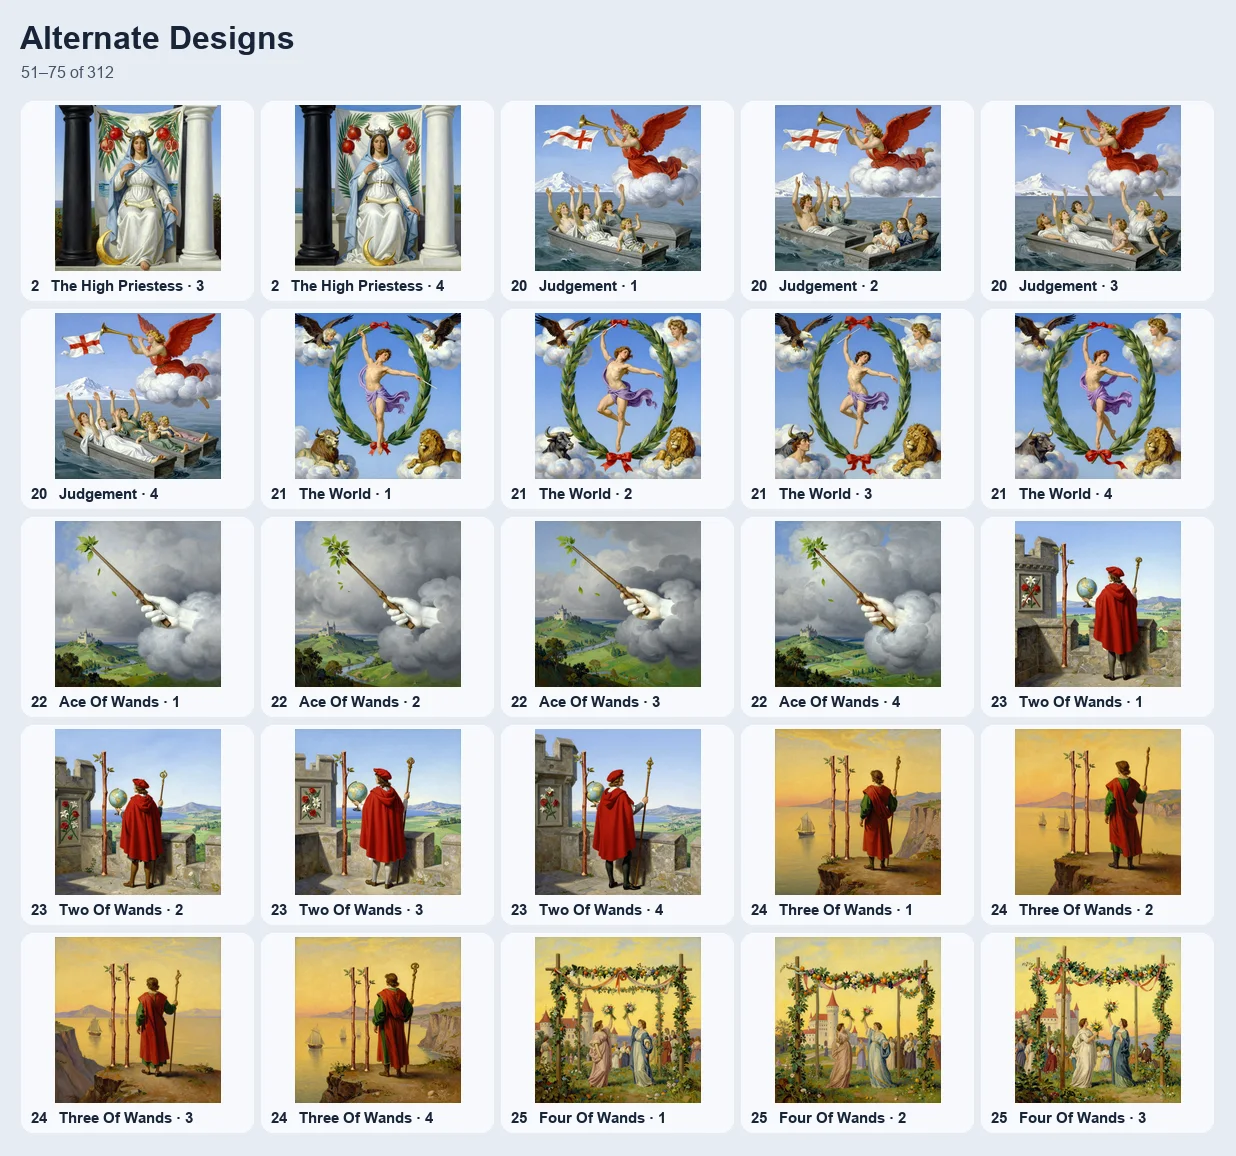 Alternate Designs
51–75 of 312
2 The High Priestess · 3
2 The High Priestess · 4
20 Judgement · 1
20 Judgement · 2
20 Judgement · 3
20 Judgement · 4
21 The World · 1
21 The World · 2
21 The World · 3
21 The World · 4
22 Ace Of Wands · 1
22 Ace Of Wands · 2
22 Ace Of Wands · 3
22 Ace Of Wands · 4
23 Two Of Wands · 1
23 Two Of Wands · 2
23 Two Of Wands · 3
23 Two Of Wands · 4
24 Three Of Wands · 1
24 Three Of Wands · 2
24 Three Of Wands · 3
24 Three Of Wands · 4
25 Four Of Wands · 1
25 Four Of Wands · 2
25 Four Of Wands · 3